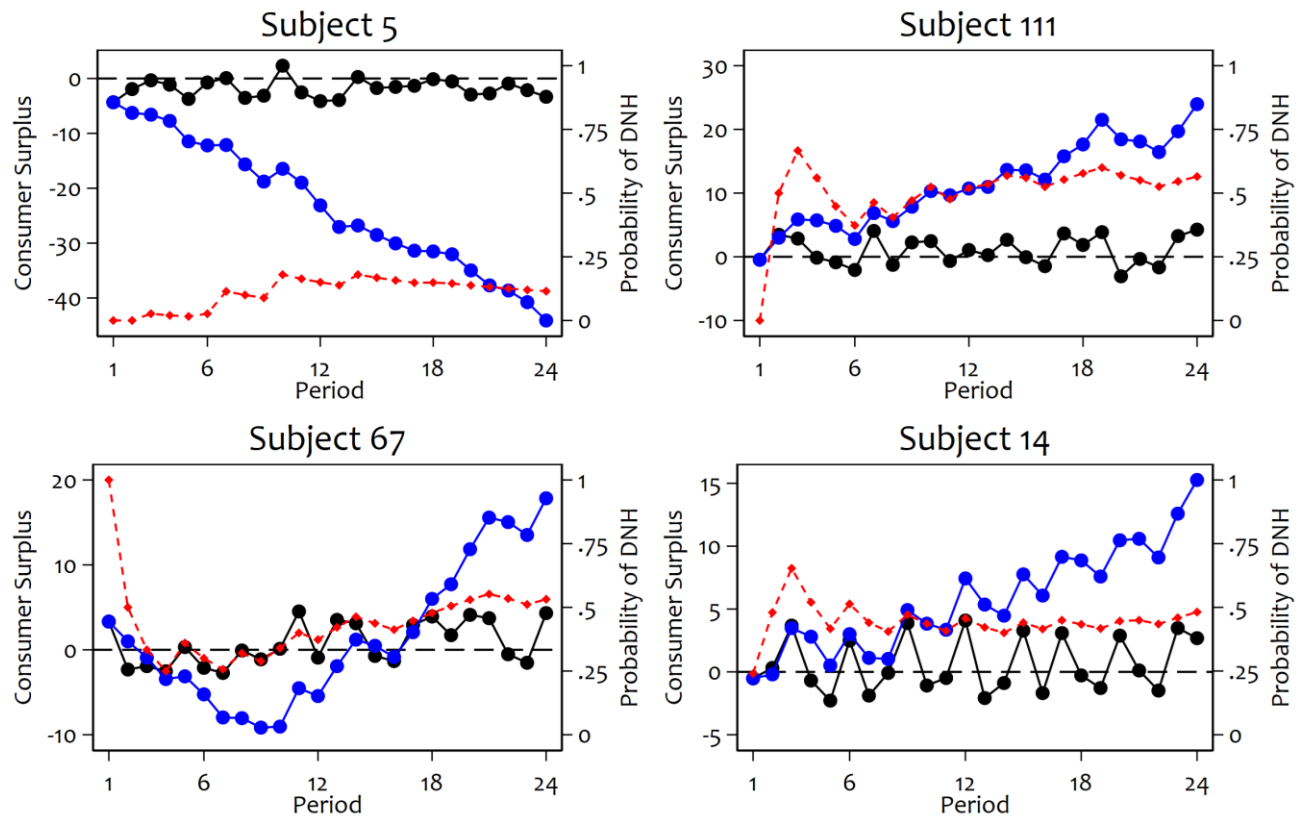 Subject 5
Consumer Surplus
0
-10
-20
-30
-40
1
.75
.5
.25
0
Probability of DNH
1 6 12 18 24
Period
Subject 111
Consumer Surplus
30
20
10
0
-10
1
.75
.5
.25
0
Probability of DNH
1 6 12 18 24
Period
Subject 67
Consumer Surplus
20
10
0
-10
1
.75
.5
.25
0
Probability of DNH
1 6 12 18 24
Period
Subject 14
Consumer Surplus
15
10
5
0
-5
1
.75
.5
.25
0
Probability of DNH
1 6 12 18 24
Period